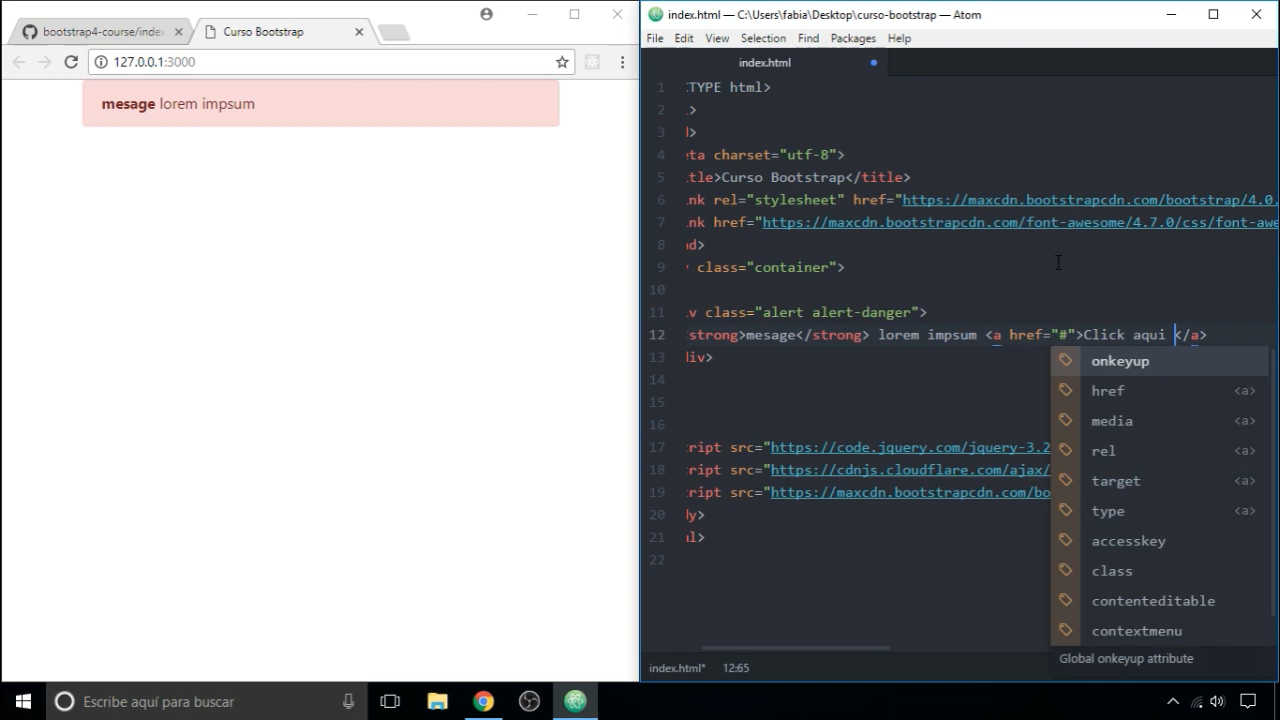 bootstrap4-course/index
Curso Bootstrap
127.0.0.1:3000
mesage lorem impsum
index.html — C:\Users\fabia\Desktop\curso-bootstrap — Atom
File Edit View Selection Find Packages Help
index.html
1 :TYPE html>
2 >
3 l>
4 ta charset="utf-8">
5 tle>Curso Bootstrap</title>
6 nk rel="stylesheet" href="https://maxcdn.bootstrapcdn.com/bootstrap/4.0.
7 nk href="https://maxcdn.bootstrapcdn.com/font-awesome/4.7.0/css/font-awe
8 ad>
9 class="container">
10
11 v class="alert alert-danger">
12 strong>mesage</strong> lorem impsum <a href="#">Click aqui </a>
13 iv>
14
15
16
17 ript src="https://code.jquery.com/jquery-3.2
18 ript src="https://cdnjs.cloudflare.com/ajax/
19 ript src="https://maxcdn.bootstrapcdn.com/bo
20 dy>
21 ml>
22
onkeyup
href <a>
media <a>
rel <a>
target <a>
type <a>
accesskey
class
contenteditable
contextmenu
Global onkeyup attribute
index.html* 12:65
Escribe aquí para buscar